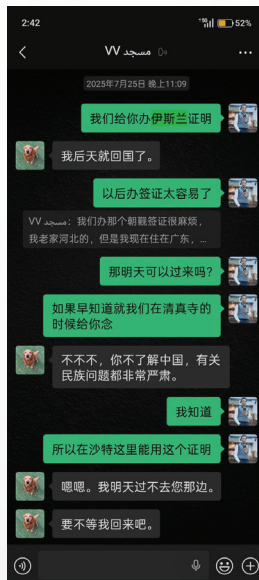 2:42
52%
مسجد VV
2025年7月25日 晚上11:09
我们给你办伊斯兰证明
我后天就回国了。
以后办签证太容易了
مسجد VV：我们办那个朝觐签证很麻烦，
我老家河北的，但是我现在住在广东，...
那明天可以过来吗？
如果早知道就我们在清真寺的
时候给你念
不不不，你不了解中国，有关
民族问题都非常严肃。
我知道
所以在沙特这里能用这个证明
嗯嗯。我明天过不去您那边。
要不等我回来吧。